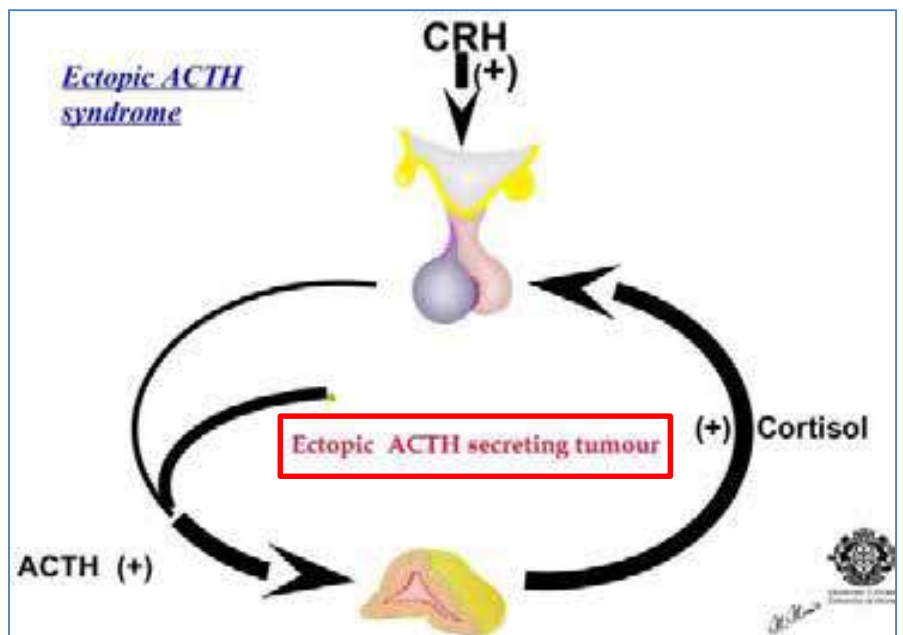 CRH
(+)
Ectopic ACTH
syndrome
Ectopic ACTH secreting tumour
(+) Cortisol
ACTH (+)